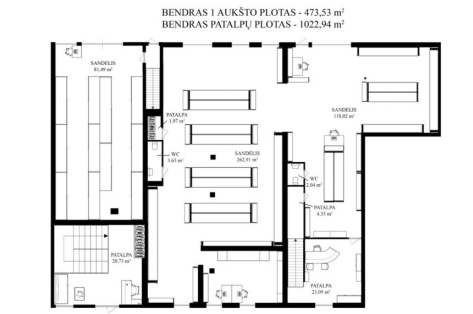 BENDRAS 1 AUKŠTO PLOTAS - 473,53 m²
BENDRAS PATALPŲ PLOTAS - 1022,94 m²
SANDĖLIS
81,09 m²
PATALPA
1,97 m²
WC
3,63 m²
SANDĖLIS
262,91 m²
SANDĖLIS
118,02 m²
WC
2,04 m²
PATALPA
4,33 m²
PATALPA
20,73 m²
PATALPA
23,09 m²